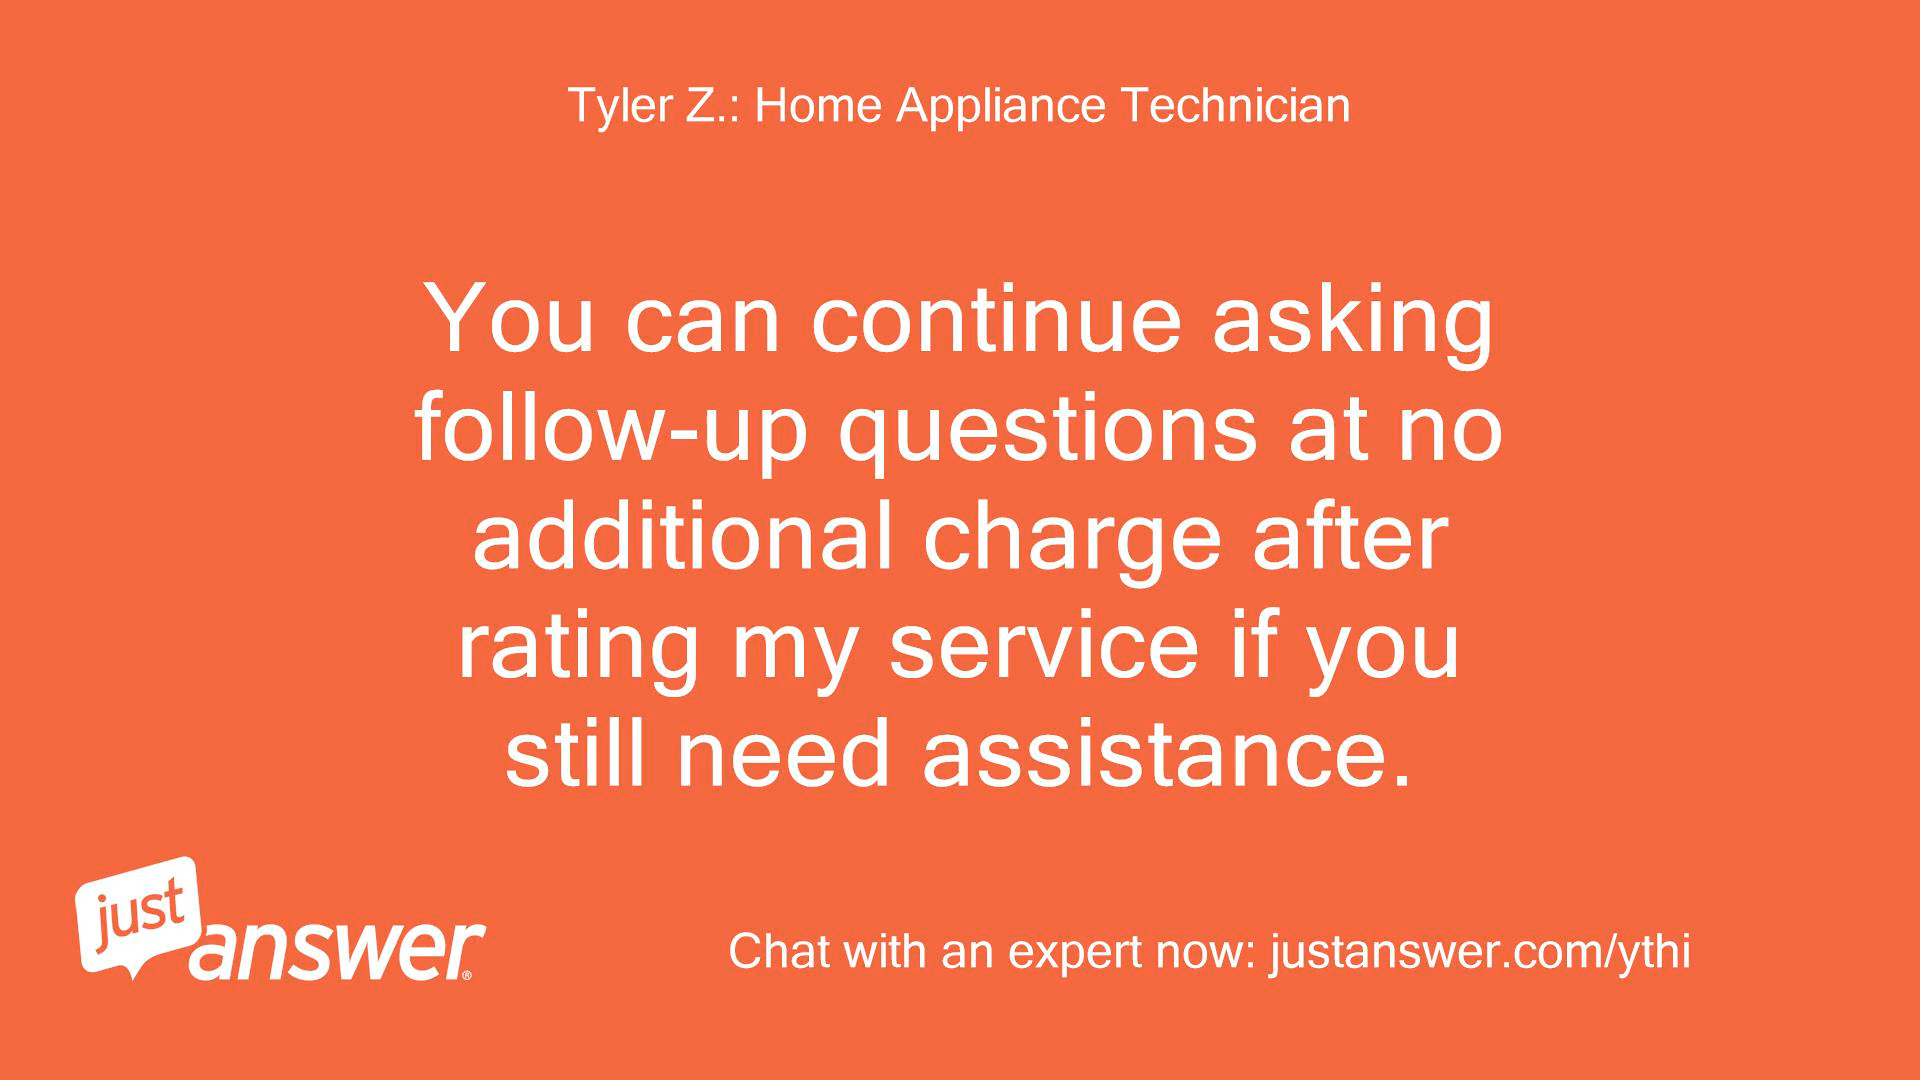 Tyler Z.: Home Appliance Technician
You can continue asking
follow-up questions at no
additional charge after
rating my service if you
still need assistance.
just
answer®
Chat with an expert now: justanswer.com/ythi